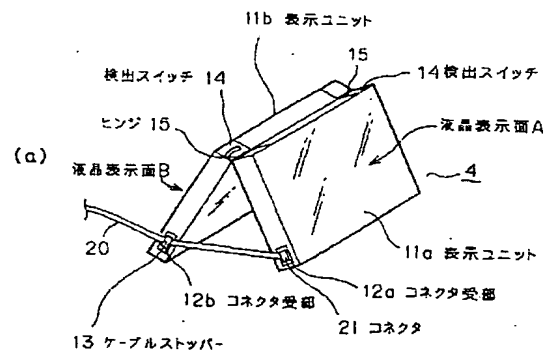 11b 表示ユニット
15
検出スイッチ 14
14 検出スイッチ
ヒンジ 15
液晶表示面A
(a)
液晶表示面B
4
20
11a 表示ユニット
12b コネクタ受部
12a コネクタ受部
21 コネクタ
13 ケーブルストッパー